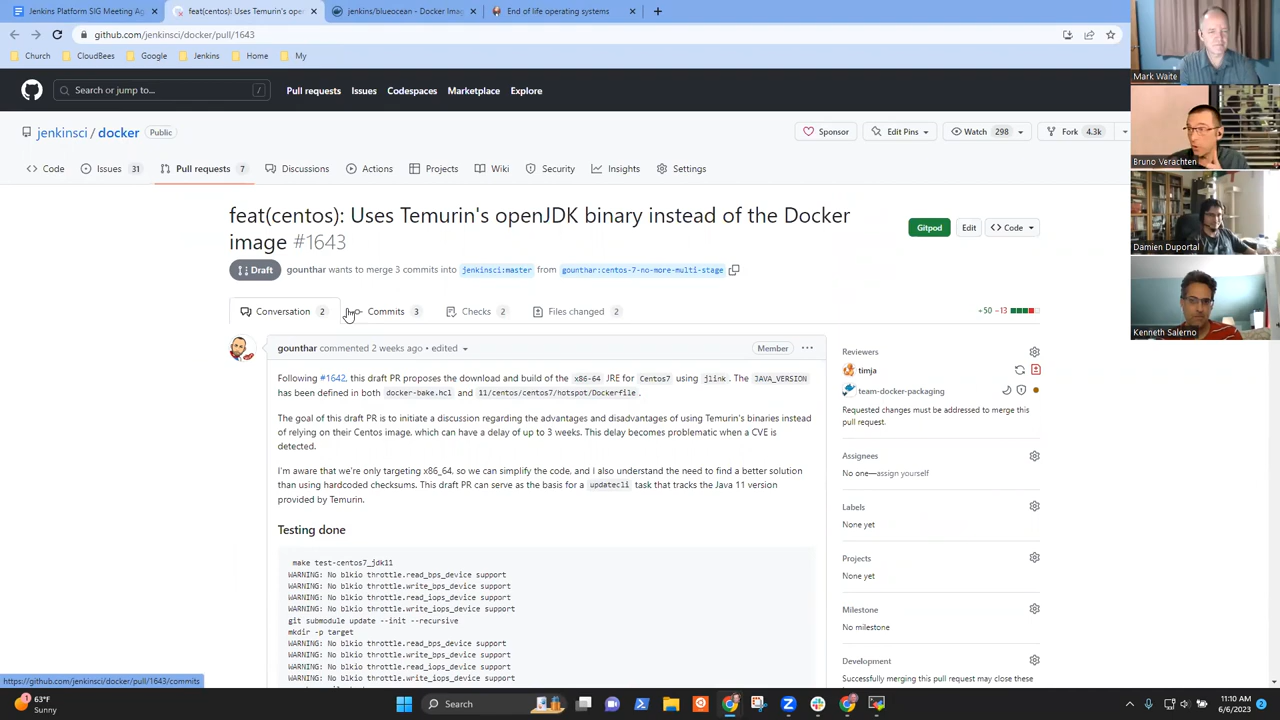 Jenkins Platform SIG Meeting Ag
feat(centos): Uses Temurin's ope
jenkins/blueocean - Docker Imag
End of life operating systems
github.com/jenkinsci/docker/pull/1643
Church
CloudBees
Google
Jenkins
Home
My
Search or jump to...
/
Pull requests
Issues
Codespaces
Marketplace
Explore
jenkinsci / docker
Public
Sponsor
Edit Pins
Watch 298
Fork 4.3k
Code
Issues 31
Pull requests 7
Discussions
Actions
Projects
Wiki
Security
Insights
Settings
feat(centos): Uses Temurin's openJDK binary instead of the Docker
image #1643
Gitpod
Edit
Code
Draft
gounthar wants to merge 3 commits into jenkinsci:master from gounthar:centos-7-no-more-multi-stage
Conversation 2
Commits 3
Checks 2
Files changed 2
+50 −13
gounthar commented 2 weeks ago • edited
Member
Following #1642, this draft PR proposes the download and build of the x86-64 JRE for Centos7 using jlink. The JAVA_VERSION
has been defined in both docker-bake.hcl and 11/centos/centos7/hotspot/Dockerfile.
The goal of this draft PR is to initiate a discussion regarding the advantages and disadvantages of using Temurin's binaries instead
of relying on their Centos image, which can have a delay of up to 3 weeks. This delay becomes problematic when a CVE is
detected.
I'm aware that we're only targeting x86_64, so we can simplify the code, and I also understand the need to find a better solution
than using hardcoded checksums. This draft PR can serve as the basis for a updatecli task that tracks the Java 11 version
provided by Temurin.
Testing done
make test-centos7_jdk11
WARNING: No blkio throttle.read_bps_device support
WARNING: No blkio throttle.write_bps_device support
WARNING: No blkio throttle.read_iops_device support
WARNING: No blkio throttle.write_iops_device support
git submodule update --init --recursive
mkdir -p target
WARNING: No blkio throttle.read_bps_device support
WARNING: No blkio throttle.write_bps_device support
WARNING: No blkio throttle.read_iops_device support
WARNING: No blkio throttle.write_iops_device support
Reviewers
timja
team-docker-packaging
Requested changes must be addressed to merge this
pull request.
Assignees
No one—assign yourself
Labels
None yet
Projects
None yet
Milestone
No milestone
Development
Successfully merging this pull request may close these
https://github.com/jenkinsci/docker/pull/1643/commits
Mark Waite
Bruno Verachten
Damien Duportal
Kenneth Salerno
63°F
Sunny
Search
11:10 AM
6/6/2023
2